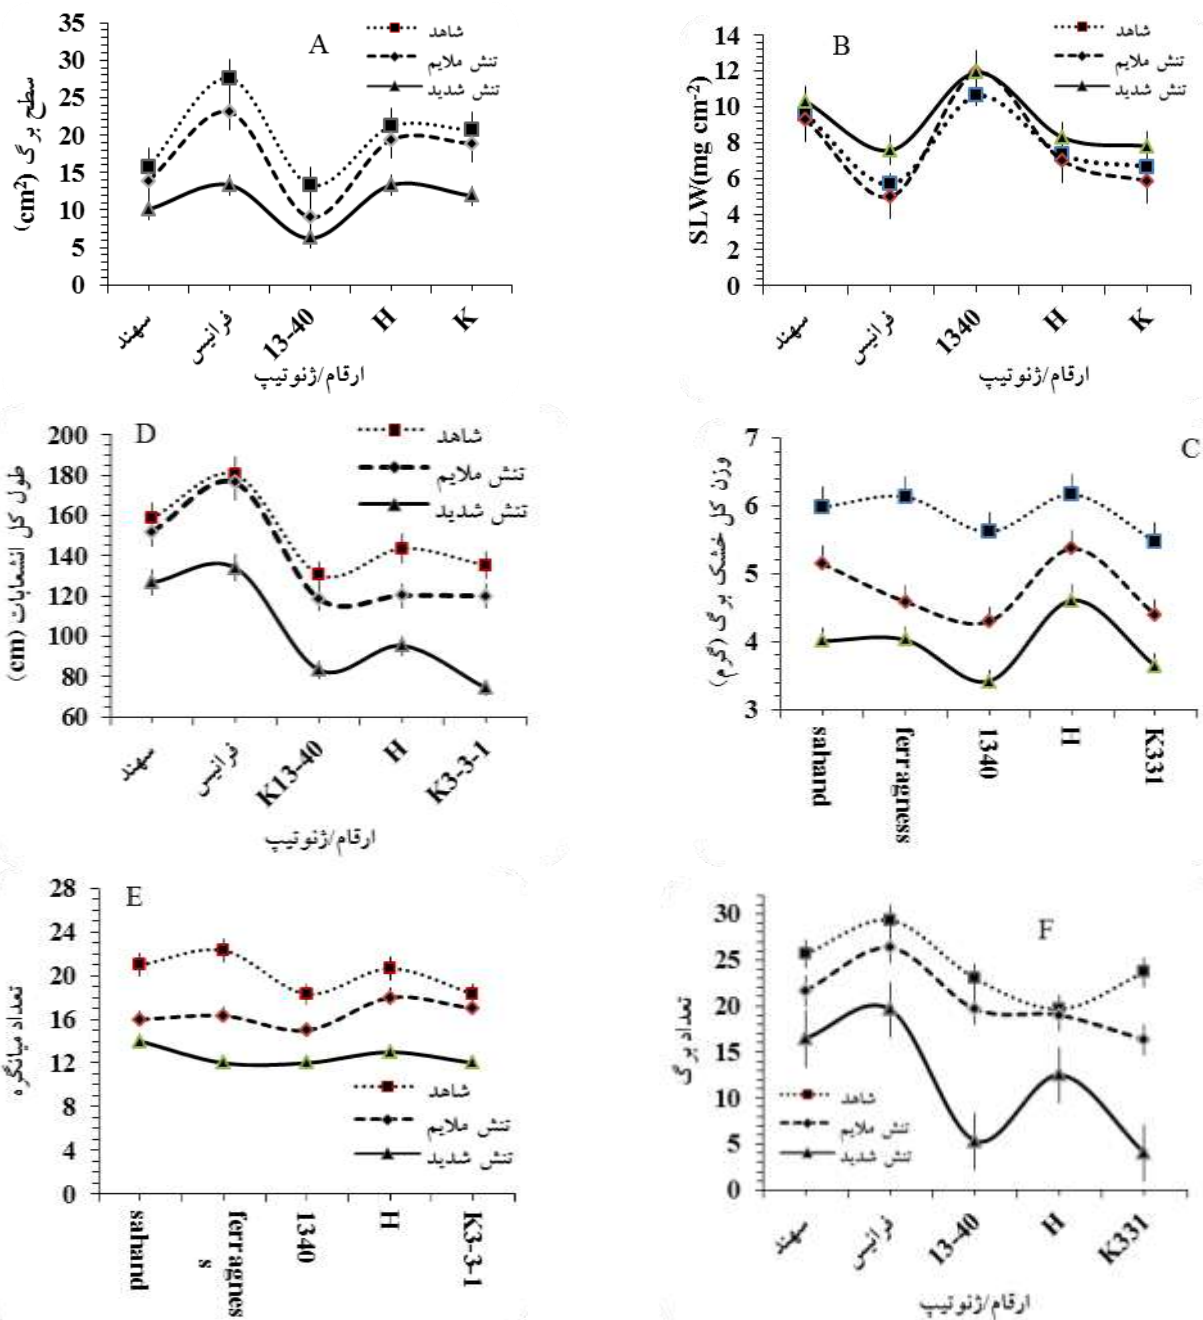 A
شاهد
تنش ملایم
تنش شدید
سطح برگ (cm²)
35
30
25
20
15
10
5
0
سهند
فرانیس
13-40
H
K
ارقام/ژنوتیپ
B
شاهد
تنش ملایم
تنش شدید
SLW(mg cm⁻²)
14
12
10
8
6
4
2
0
سهند
فرانیس
1340
H
K
ارقام/ژنوتیپ
D
شاهد
تنش ملایم
تنش شدید
طول کل انشعابات (cm)
200
180
160
140
120
100
80
60
سهند
فرانیس
K13-40
H
K3-3-1
ارقام/ژنوتیپ
C
وزن کل خشک برگ (گرم)
7
6
5
4
3
sahand
ferragness
1340
H
K331
E
تعداد میانگره
28
24
20
16
12
8
4
0
شاهد
تنش ملایم
تنش شدید
sahand
ferragnes
s
1340
H
K3-3-1
F
تعداد برگ
30
25
20
15
10
5
0
شاهد
تنش ملایم
تنش شدید
سهند
فرانیس
13-40
H
K331
ارقام/ژنوتیپ